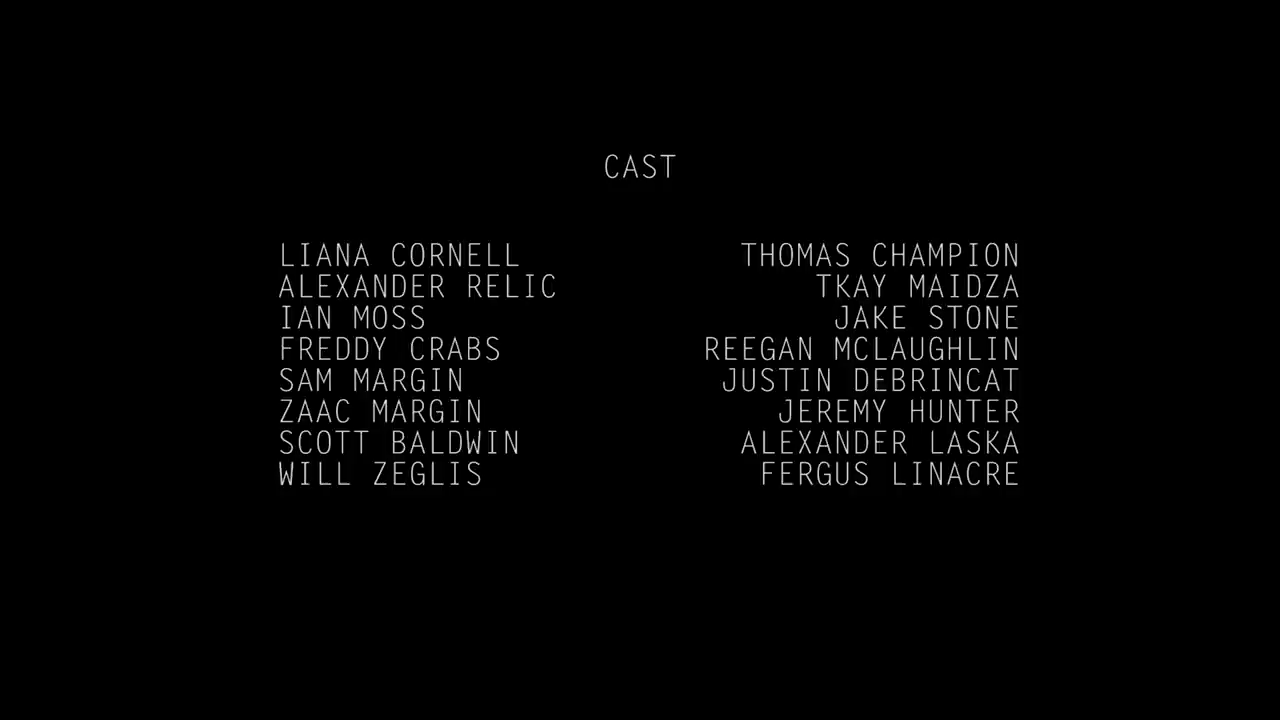 CAST
LIANA CORNELL THOMAS CHAMPION
ALEXANDER RELIC TKAY MAIDZA
IAN MOSS JAKE STONE
FREDDY CRABS REEGAN MCLAUGHLIN
SAM MARGIN JUSTIN DEBRINCAT
ZAAC MARGIN JEREMY HUNTER
SCOTT BALDWIN ALEXANDER LASKA
WILL ZEGLIS FERGUS LINACRE